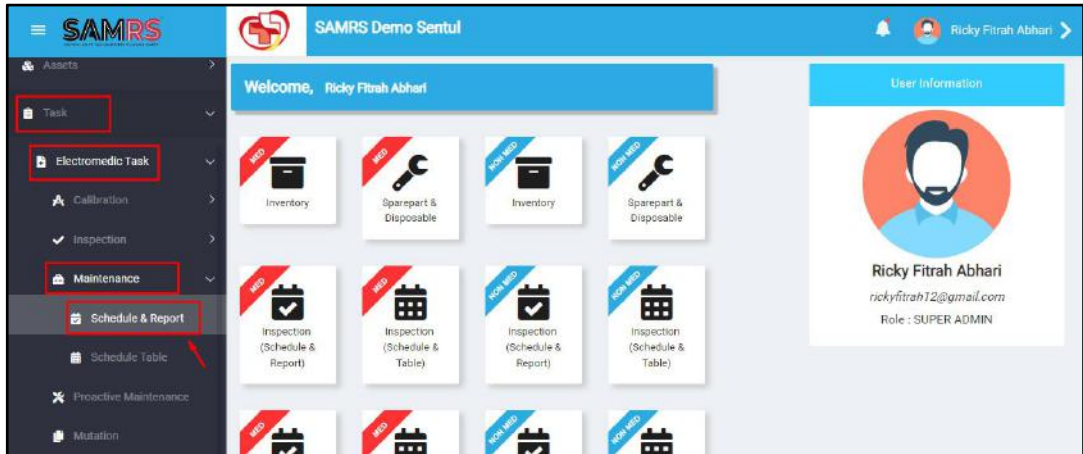 SAMRS
SAMRS Demo Sentul
Ricky Fitrah Abhari
Assets
Task
Electromedic Task
Calibration
Inspection
Maintenance
Schedule & Report
Schedule Table
Proactive Maintenance
Mutation
Welcome, Ricky Fitrah Abhari
MED
Inventory
MED
Sparepart &
Disposable
NON MED
Inventory
NON MED
Sparepart &
Disposable
MED
Inspection
(Schedule &
Report)
MED
Inspection
(Schedule &
Table)
NON MED
Inspection
(Schedule &
Report)
NON MED
Inspection
(Schedule &
Table)
MED
MED
NON MED
NON MED
User Information
Ricky Fitrah Abhari
rickyfitrah12@gmail.com
Role : SUPER ADMIN